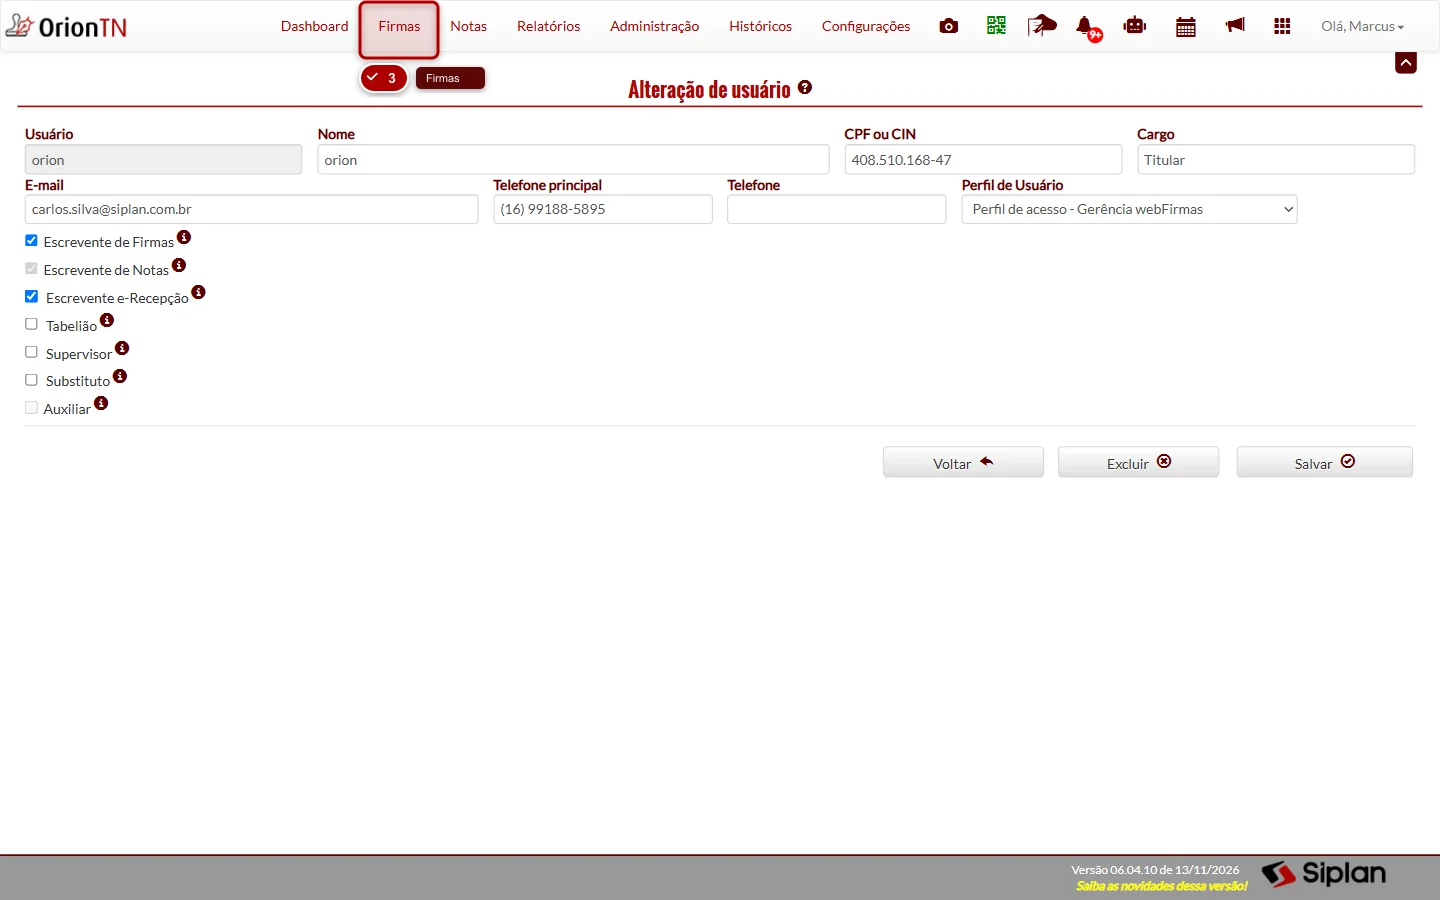 OrionTN
Dashboard
Firmas
Notas
Relatórios
Administração
Históricos
Configurações
9+
Olá, Marcus
3
Firmas
Alteração de usuário
Usuário
Nome
CPF ou CIN
Cargo
orion
orion
408.510.168-47
Titular
E-mail
Telefone principal
Telefone
Perfil de Usuário
carlos.silva@siplan.com.br
(16) 99188-5895
Perfil de acesso - Gerência webFirmas
Escrevente de Firmas
Escrevente de Notas
Escrevente e-Recepção
Tabelião
Supervisor
Substituto
Auxiliar
Voltar
Excluir
Salvar
Versão 06.04.10 de 13/11/2026
Saiba as novidades dessa versão!
Siplan